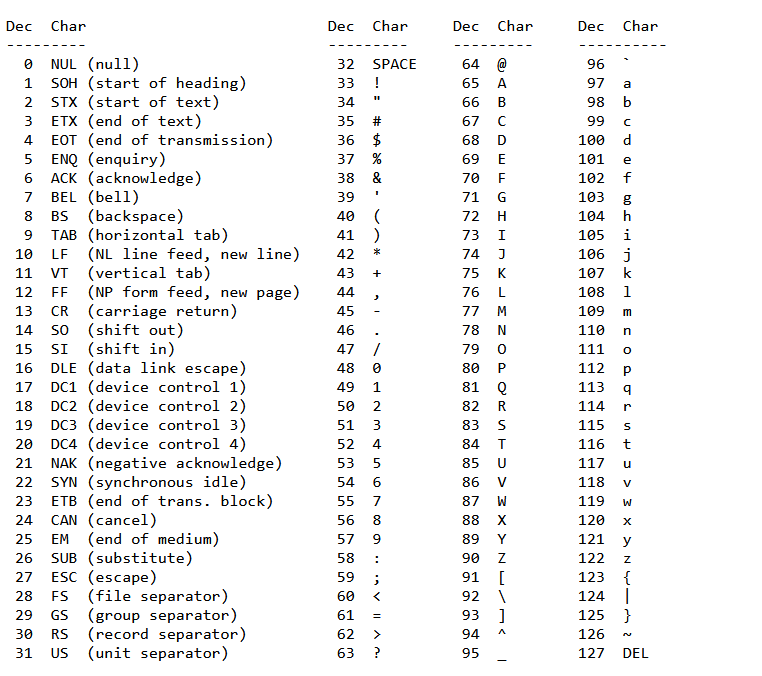 Dec  Char                           Dec  Char     Dec  Char     Dec  Char
---------                           ---------     ---------     ----------
  0  NUL (null)                      32  SPACE     64  @         96  `
  1  SOH (start of heading)          33  !         65  A         97  a
  2  STX (start of text)             34  "         66  B         98  b
  3  ETX (end of text)               35  #         67  C         99  c
  4  EOT (end of transmission)       36  $         68  D        100  d
  5  ENQ (enquiry)                   37  %         69  E        101  e
  6  ACK (acknowledge)               38  &         70  F        102  f
  7  BEL (bell)                      39  '         71  G        103  g
  8  BS  (backspace)                 40  (         72  H        104  h
  9  TAB (horizontal tab)            41  )         73  I        105  i
 10  LF  (NL line feed, new line)    42  *         74  J        106  j
 11  VT  (vertical tab)              43  +         75  K        107  k
 12  FF  (NP form feed, new page)    44  ,         76  L        108  l
 13  CR  (carriage return)           45  -         77  M        109  m
 14  SO  (shift out)                 46  .         78  N        110  n
 15  SI  (shift in)                  47  /         79  O        111  o
 16  DLE (data link escape)          48  0         80  P        112  p
 17  DC1 (device control 1)          49  1         81  Q        113  q
 18  DC2 (device control 2)          50  2         82  R        114  r
 19  DC3 (device control 3)          51  3         83  S        115  s
 20  DC4 (device control 4)          52  4         84  T        116  t
 21  NAK (negative acknowledge)      53  5         85  U        117  u
 22  SYN (synchronous idle)          54  6         86  V        118  v
 23  ETB (end of trans. block)       55  7         87  W        119  w
 24  CAN (cancel)                    56  8         88  X        120  x
 25  EM  (end of medium)             57  9         89  Y        121  y
 26  SUB (substitute)                58  :         90  Z        122  z
 27  ESC (escape)                    59  ;         91  [        123  {
 28  FS  (file separator)            60  <         92  \        124  |
 29  GS  (group separator)           61  =         93  ]        125  }
 30  RS  (record separator)          62  >         94  ^        126  ~
 31  US  (unit separator)            63  ?         95  _        127  DEL